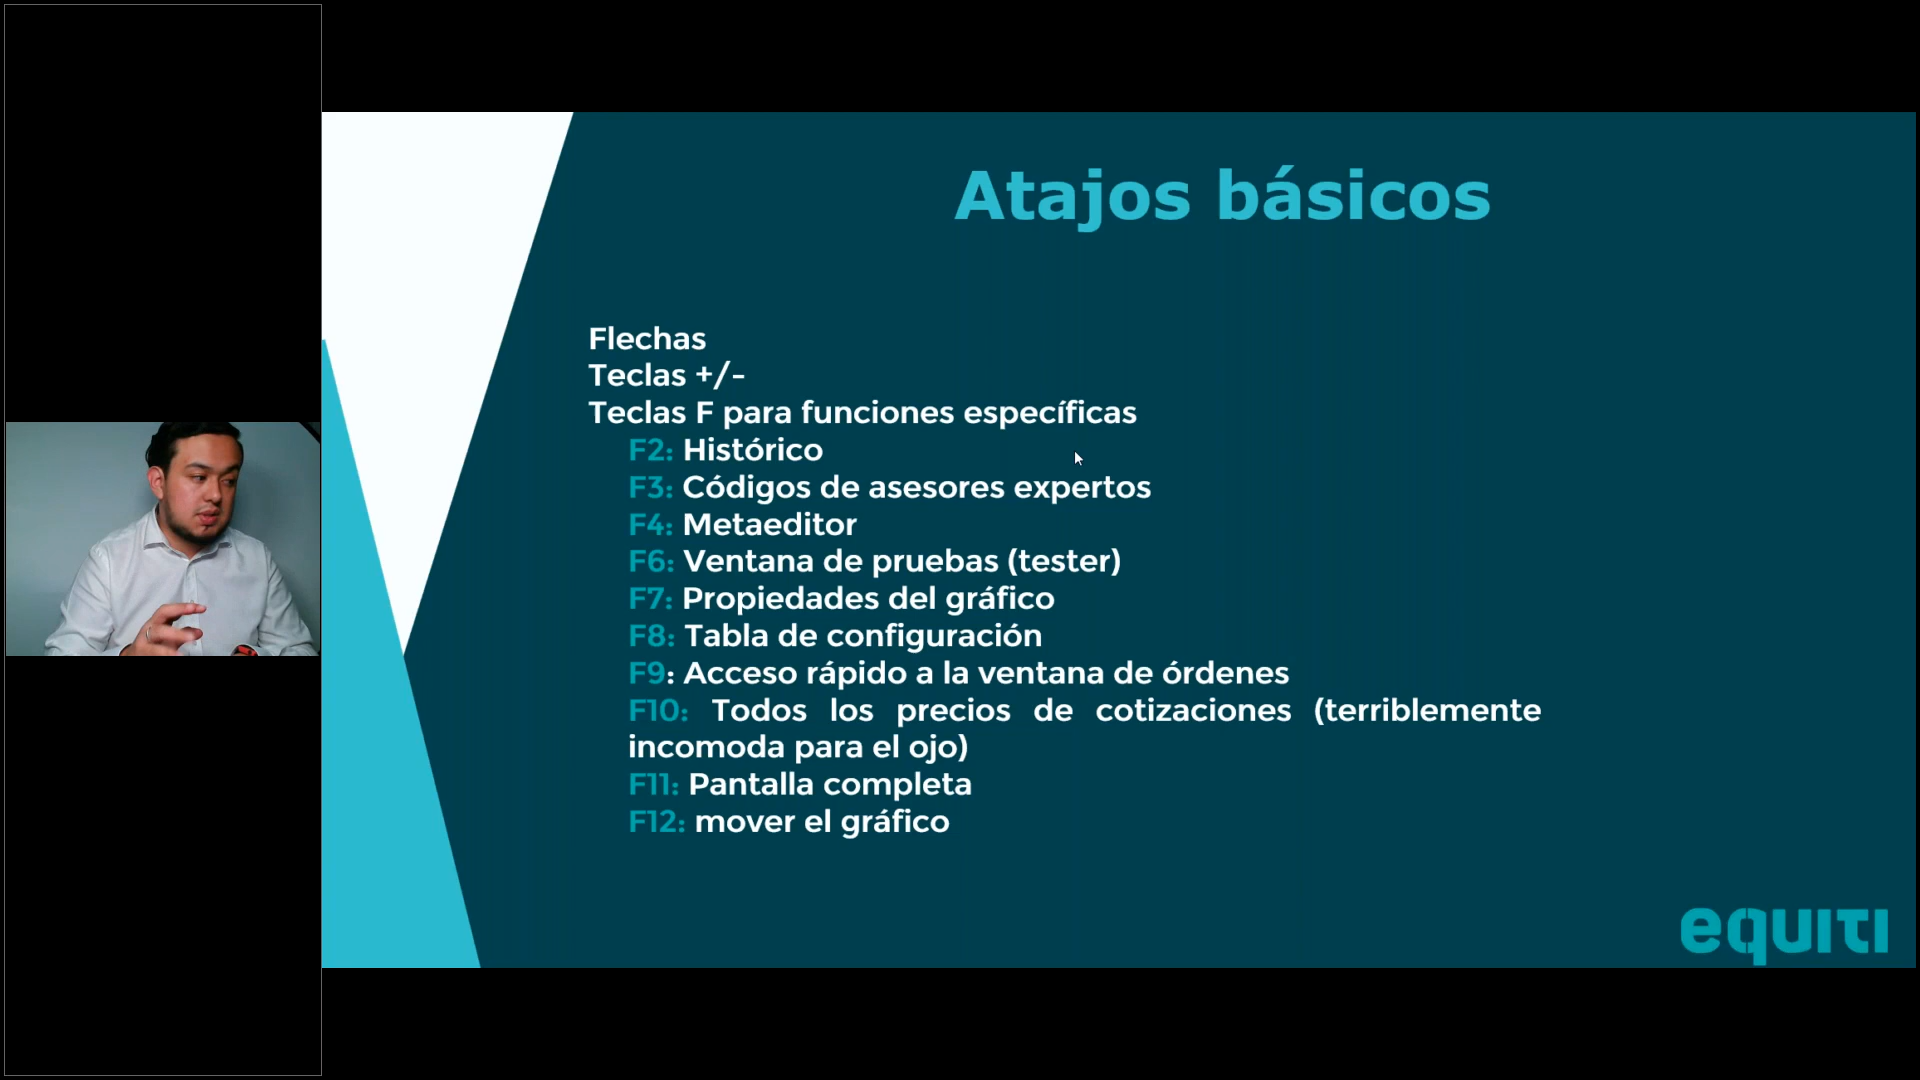 Atajos básicos
Flechas
Teclas +/-
Teclas F para funciones específicas
F2: Histórico
F3: Códigos de asesores expertos
F4: Metaeditor
F6: Ventana de pruebas (tester)
F7: Propiedades del gráfico
F8: Tabla de configuración
F9: Acceso rápido a la ventana de órdenes
F10: Todos los precios de cotizaciones (terriblemente
incomoda para el ojo)
F11: Pantalla completa
F12: mover el gráfico
equiti